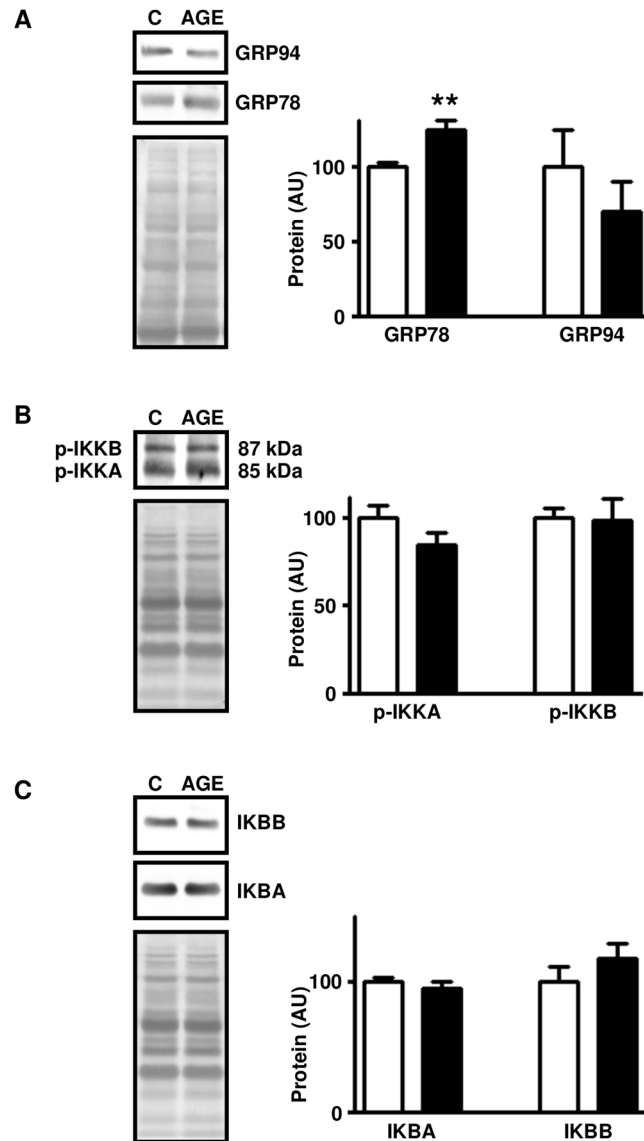 A
C AGE
GRP94
GRP78
**
Protein (AU)
100
50
0
GRP78 GRP94
B
C AGE
p-IKKB 87 kDa
p-IKKA 85 kDa
Protein (AU)
100
50
0
p-IKKA p-IKKB
C
C AGE
IKBB
IKBA
Protein (AU)
100
0
IKBA IKBB